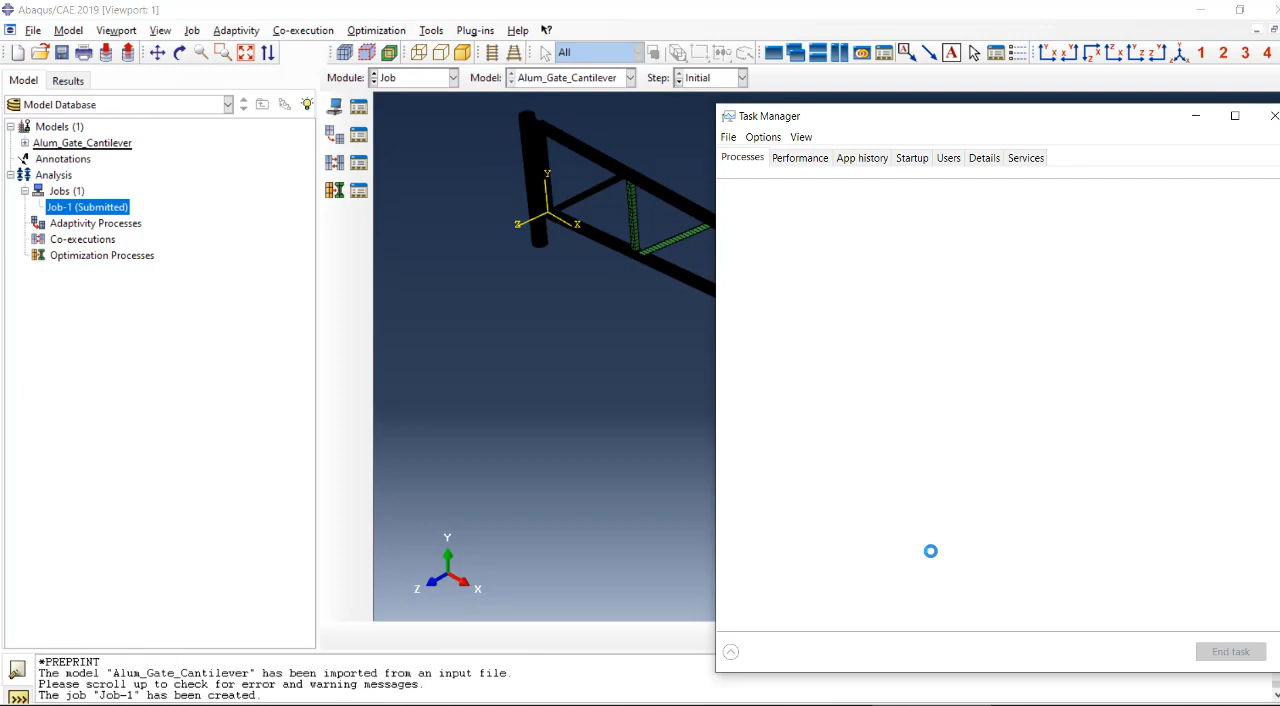 Abaqus/CAE 2019 [Viewport: 1]
File Model Viewport View Job Adaptivity Co-execution Optimization Tools Plug-ins Help
All
1 2 3 4
Model Results
Module: Job Model: Alum_Gate_Cantilever Step: Initial
Model Database
Models (1)
Alum_Gate_Cantilever
Annotations
Analysis
Jobs (1)
Job-1 (Submitted)
Adaptivity Processes
Co-executions
Optimization Processes
Y
Z X
Y
Z X
Task Manager
File Options View
Processes Performance App history Startup Users Details Services
End task
*PREPRINT
The model "Alum_Gate_Cantilever" has been imported from an input file.
Please scroll up to check for error and warning messages.
The job "Job-1" has been created.